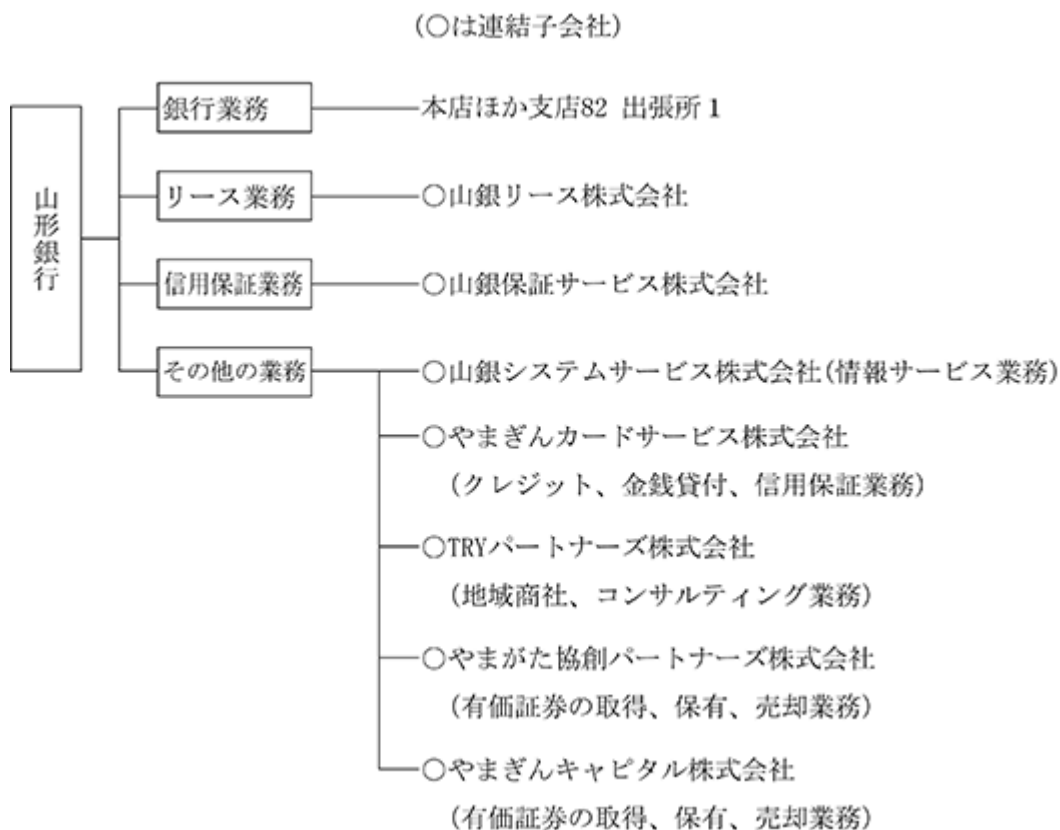 (○は連結子会社)
山形銀行
銀行業務
本店ほか支店82 出張所1
リース業務
○山銀リース株式会社
信用保証業務
○山銀保証サービス株式会社
その他の業務
○山銀システムサービス株式会社(情報サービス業務)
○やまぎんカードサービス株式会社
(クレジット、金銭貸付、信用保証業務)
○TRYパートナーズ株式会社
(地域商社、コンサルティング業務)
○やまがた協創パートナーズ株式会社
(有価証券の取得、保有、売却業務)
○やまぎんキャピタル株式会社
(有価証券の取得、保有、売却業務)